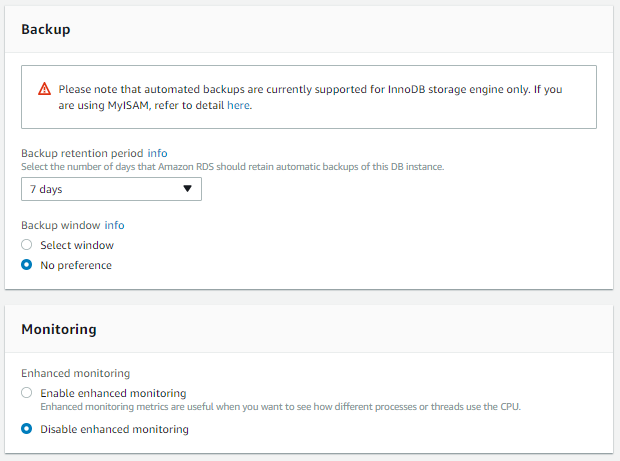 Backup
Please note that automated backups are currently supported for InnoDB storage engine only. If you
are using MyISAM, refer to detail here.
Backup retention period info
Select the number of days that Amazon RDS should retain automatic backups of this DB instance.
7 days
Backup window info
Select window
No preference
Monitoring
Enhanced monitoring
Enable enhanced monitoring
Enhanced monitoring metrics are useful when you want to see how different processes or threads use the CPU.
Disable enhanced monitoring